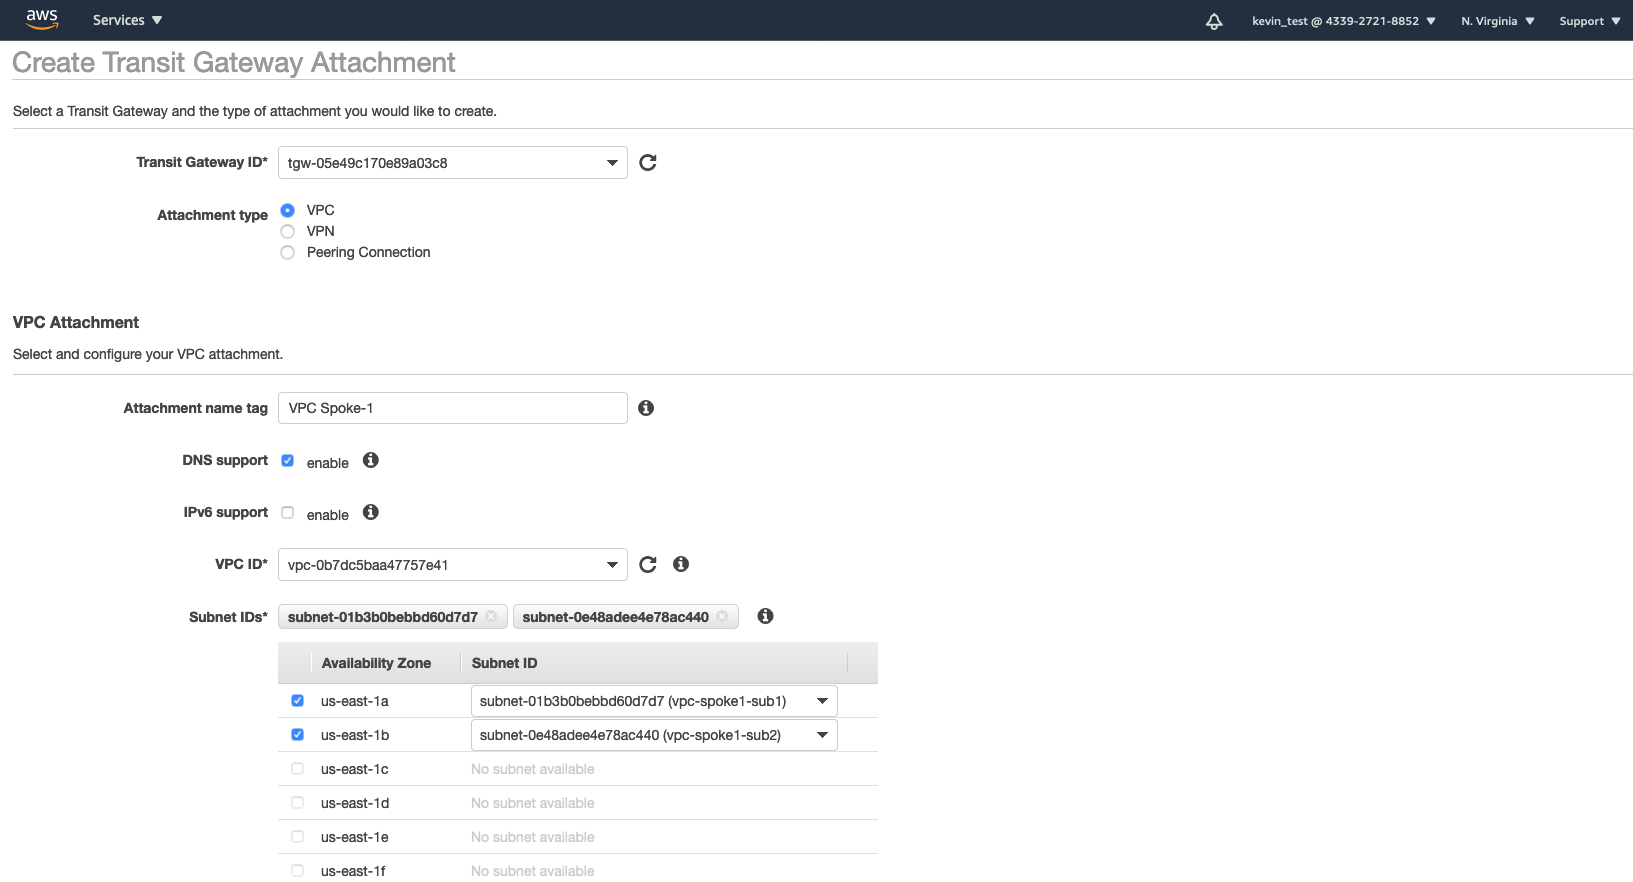 aws Services kevin_test @ 4339-2721-8852 N. Virginia Support
Create Transit Gateway Attachment
Select a Transit Gateway and the type of attachment you would like to create.
Transit Gateway ID* tgw-05e49c170e89a03c8
Attachment type VPC
VPN
Peering Connection
VPC Attachment
Select and configure your VPC attachment.
Attachment name tag VPC Spoke-1
DNS support enable
IPv6 support enable
VPC ID* vpc-0b7dc5baa47757e41
Subnet IDs* subnet-01b3b0bebbd60d7d7 subnet-0e48adee4e78ac440
Availability Zone Subnet ID
us-east-1a subnet-01b3b0bebbd60d7d7 (vpc-spoke1-sub1)
us-east-1b subnet-0e48adee4e78ac440 (vpc-spoke1-sub2)
us-east-1c No subnet available
us-east-1d No subnet available
us-east-1e No subnet available
us-east-1f No subnet available